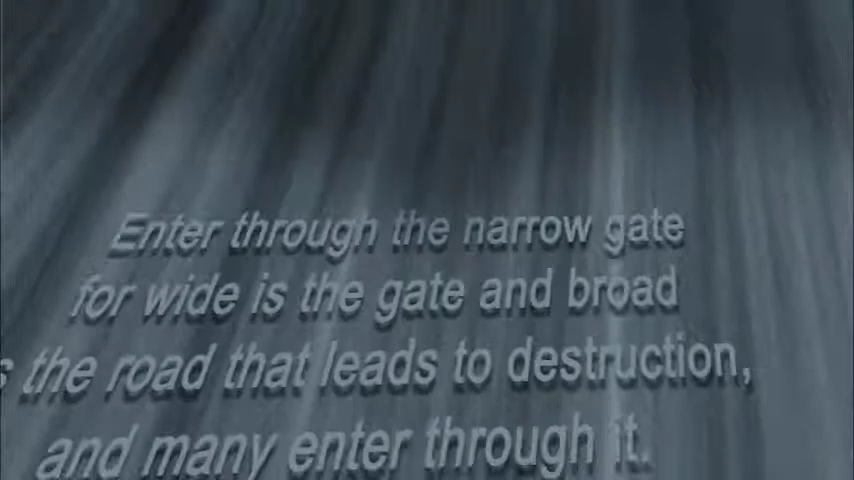 Enter through the narrow gate
for wide is the gate and broad
the road that leads to destruction,
and many enter through it.